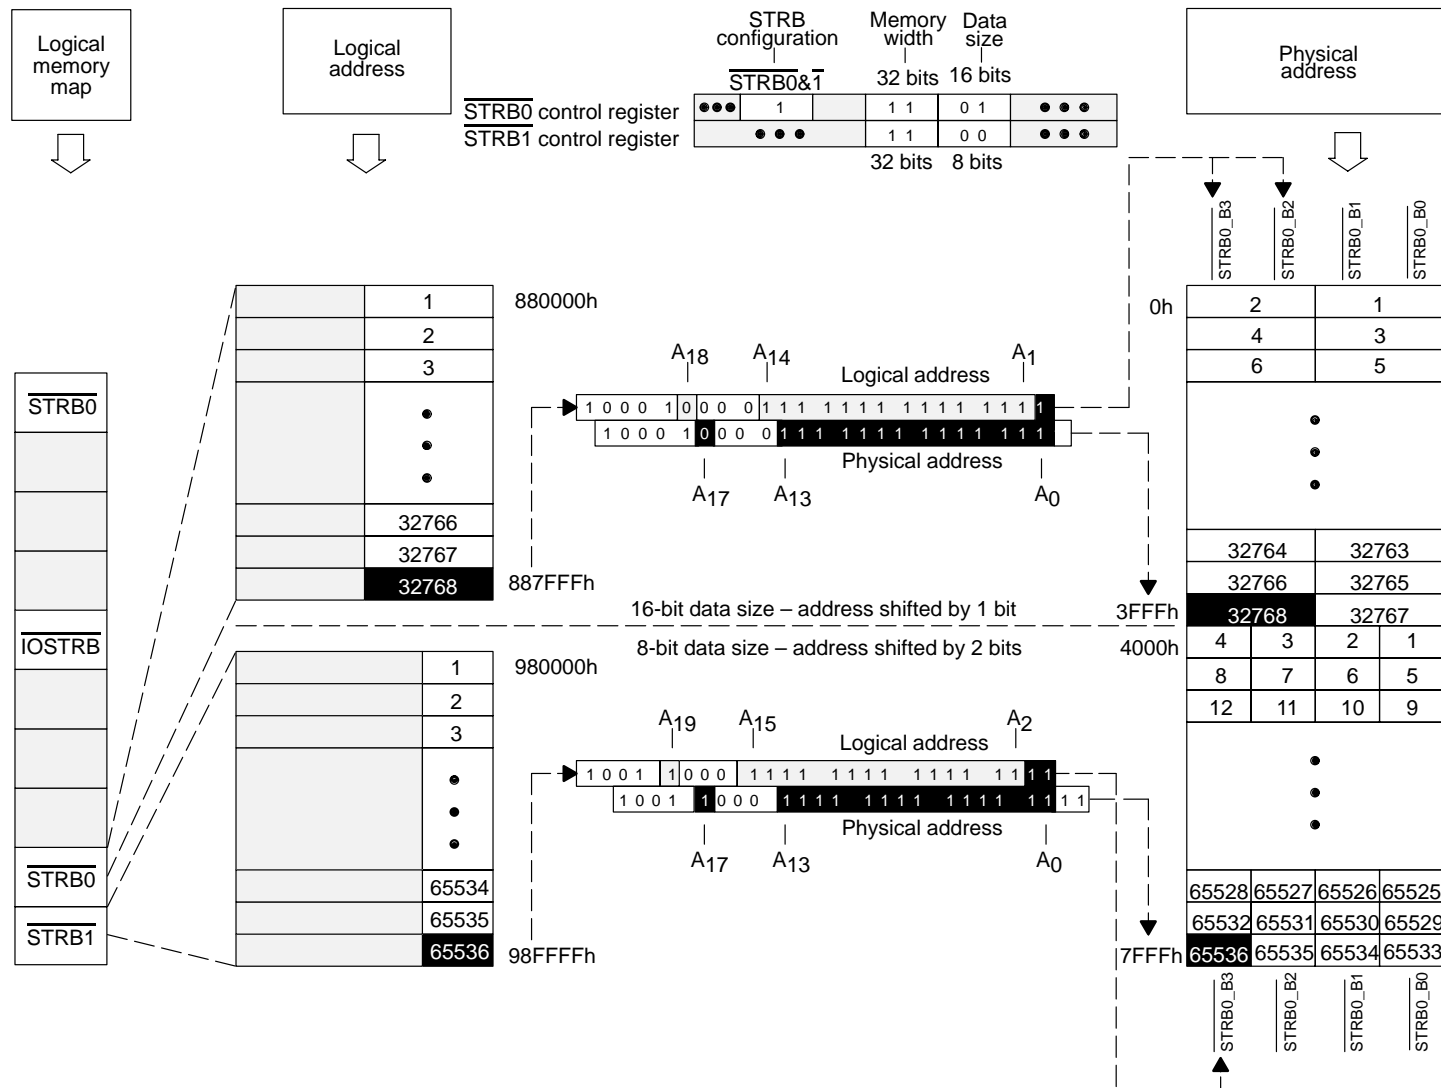 Logical
memory
map
Logical
address
STRB
configuration
Memory
width
Data
size
Physical
address
STRB0&1
32 bits
16 bits
STRB0 control register
1
1 1
0 1
STRB1 control register
1 1
0 0
32 bits
8 bits
STRB0_B3
STRB0_B2
STRB0_B1
STRB0_B0
1
880000h
0h
2
1
2
4
3
3
6
5
A18
A14
A1
Logical address
STRB0
1 0 0 0 1 0 0 0 0 1 1 1 1 1 1 1 1 1 1 1 1 1 1 1
1 0 0 0 1 0 0 0 0 1 1 1 1 1 1 1 1 1 1 1 1 1 1
Physical address
A17
A13
A0
32766
32764
32763
32767
32766
32765
32768
887FFFh
16-bit data size – address shifted by 1 bit
3FFFh
32768
32767
IOSTRB
8-bit data size – address shifted by 2 bits
4000h
4
3
2
1
1
980000h
8
7
6
5
2
12
11
10
9
3
A19
A15
A2
Logical address
1 0 0 1 1 0 0 0 1 1 1 1 1 1 1 1 1 1 1 1 1 1 1 1
1 0 0 1 1 0 0 0 1 1 1 1 1 1 1 1 1 1 1 1 1 1 1 1
Physical address
A17
A13
A0
STRB0
65534
65528
65527
65526
65525
65535
65532
65531
65530
65529
STRB1
65536
98FFFFh
7FFFh
65536
65535
65534
65533
STRB0_B3
STRB0_B2
STRB0_B1
STRB0_B0